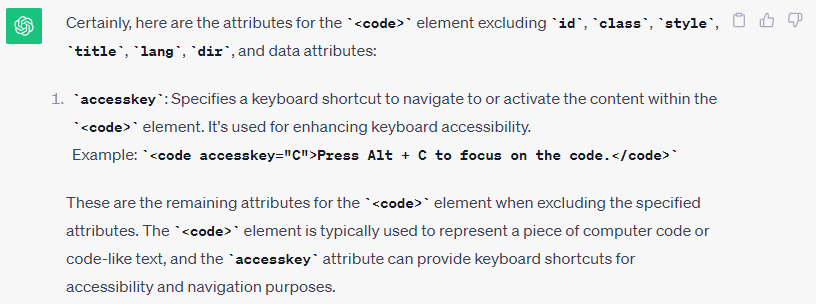 Certainly, here are the attributes for the `<code>` element excluding `id`, `class`, `style`,
`title`, `lang`, `dir`, and data attributes:
1. `accesskey`: Specifies a keyboard shortcut to navigate to or activate the content within the
`<code>` element. It's used for enhancing keyboard accessibility.
Example: `<code accesskey="C">Press Alt + C to focus on the code.</code>`
These are the remaining attributes for the `<code>` element when excluding the specified
attributes. The `<code>` element is typically used to represent a piece of computer code or
code-like text, and the `accesskey` attribute can provide keyboard shortcuts for
accessibility and navigation purposes.